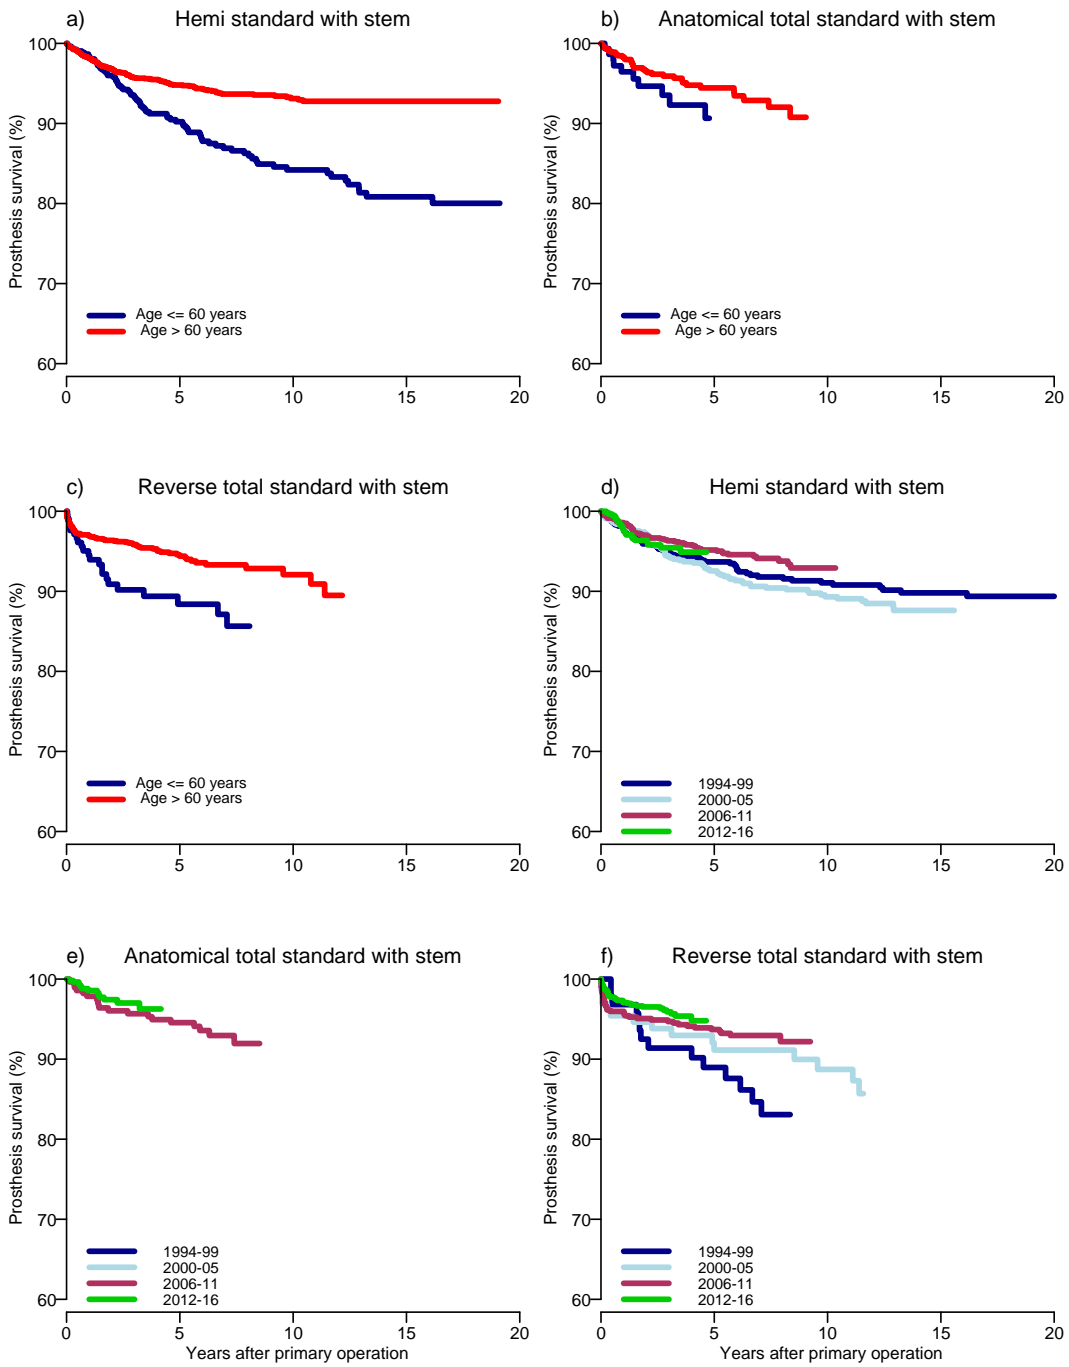 a) Hemi standard with stem
Prosthesis survival (%)
100
90
80
70
60
Age <= 60 years
Age > 60 years
0 5 10 15 20
b) Anatomical total standard with stem
Prosthesis survival (%)
100
90
80
70
60
Age <= 60 years
Age > 60 years
0 5 10 15 20
c) Reverse total standard with stem
Prosthesis survival (%)
100
90
80
70
60
Age <= 60 years
Age > 60 years
0 5 10 15 20
d) Hemi standard with stem
Prosthesis survival (%)
100
90
80
70
60
1994-99
2000-05
2006-11
2012-16
0 5 10 15 20
e) Anatomical total standard with stem
Prosthesis survival (%)
100
90
80
70
60
1994-99
2000-05
2006-11
2012-16
0 5 10 15 20
Years after primary operation
f) Reverse total standard with stem
Prosthesis survival (%)
100
90
80
70
60
1994-99
2000-05
2006-11
2012-16
0 5 10 15 20
Years after primary operation